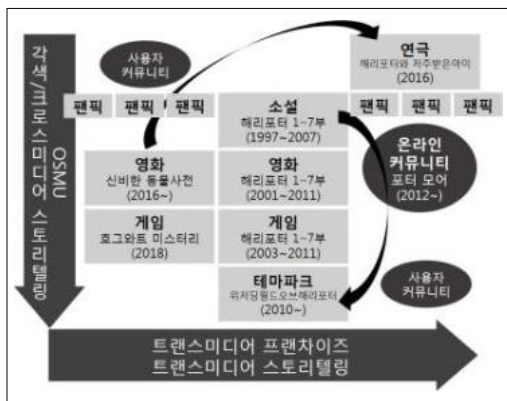 사용자
커뮤니티
연극
해리포터와 저주받은아이
(2016)
팬픽
팬픽
팬픽
소설
해리포터 1-7부
(1997~2007)
팬픽
팬픽
팬픽
영화
신비한 동물사전
(2016~)
영화
해리포터 1-7부
(2001~2011)
온라인
커뮤니티
포터 모어
(2012~)
게임
호그와트 미스터리
(2018)
게임
해리포터 1-7부
(2003~2011)
테마파크
위저딩월드오브해리포터
(2010~)
사용자
커뮤니티
각색/크로스미디어 스토리텔링
OSMU
트랜스미디어 프랜차이즈
트랜스미디어 스토리텔링